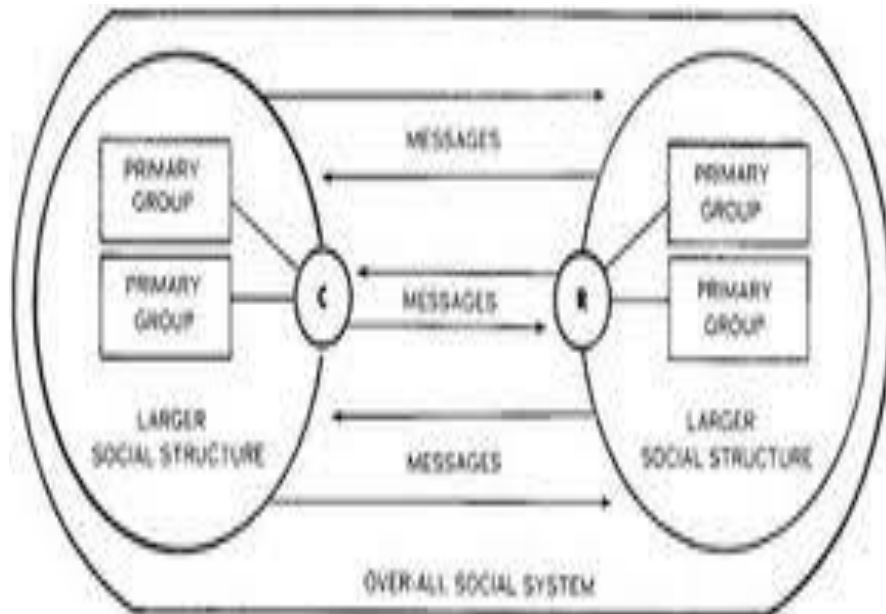 MESSAGES
PRIMARY
GROUP
PRIMARY
GROUP
PRIMARY
GROUP
PRIMARY
GROUP
C
MESSAGES
R
LARGER
SOCIAL STRUCTURE
LARGER
SOCIAL STRUCTURE
MESSAGES
OVER-ALL SOCIAL SYSTEM